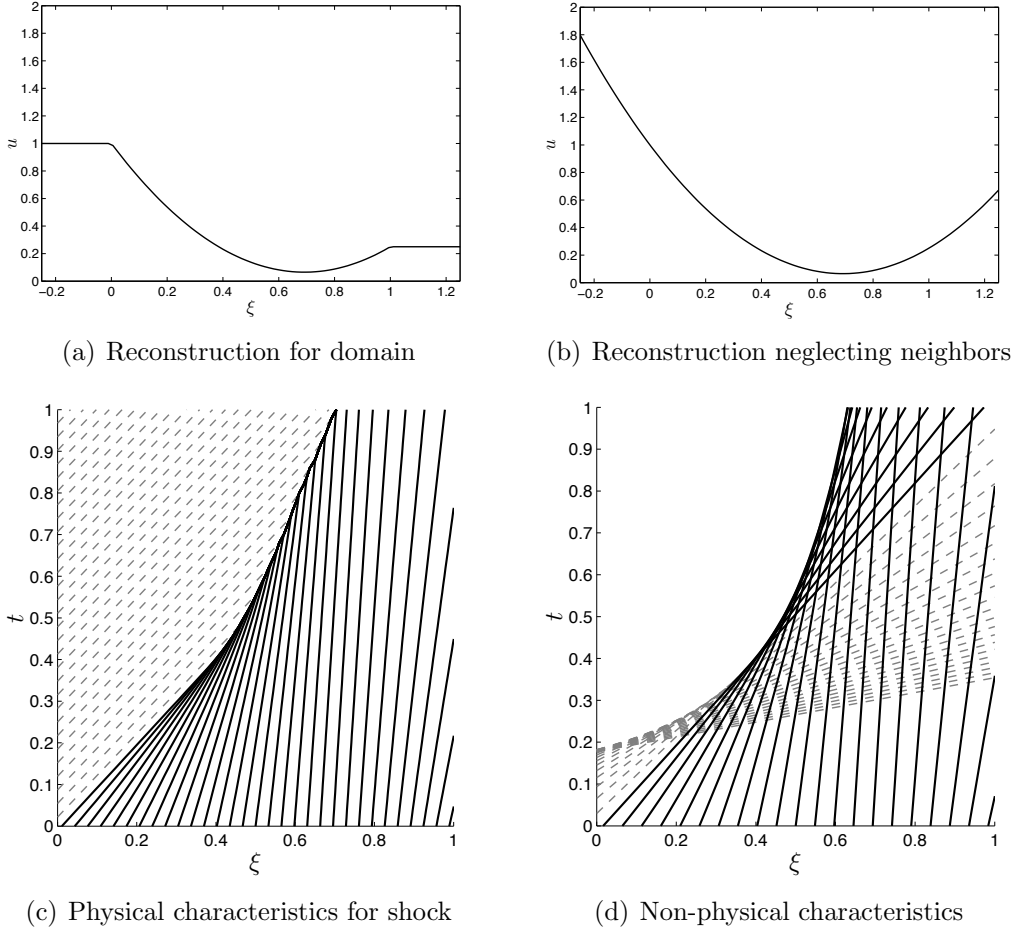 2
1.8
1.6
1.4
1.2
1
0.8
0.6
0.4
0.2
0
u
−0.2 0 0.2 0.4 0.6 0.8 1 1.2
ξ
(a) Reconstruction for domain
2
1.8
1.6
1.4
1.2
1
0.8
0.6
0.4
0.2
0
u
−0.2 0 0.2 0.4 0.6 0.8 1 1.2
ξ
(b) Reconstruction neglecting neighbors
1
0.9
0.8
0.7
0.6
0.5
0.4
0.3
0.2
0.1
0
t
0 0.2 0.4 0.6 0.8 1
ξ
(c) Physical characteristics for shock
1
0.9
0.8
0.7
0.6
0.5
0.4
0.3
0.2
0.1
0
t
0 0.2 0.4 0.6 0.8 1
ξ
(d) Non-physical characteristics